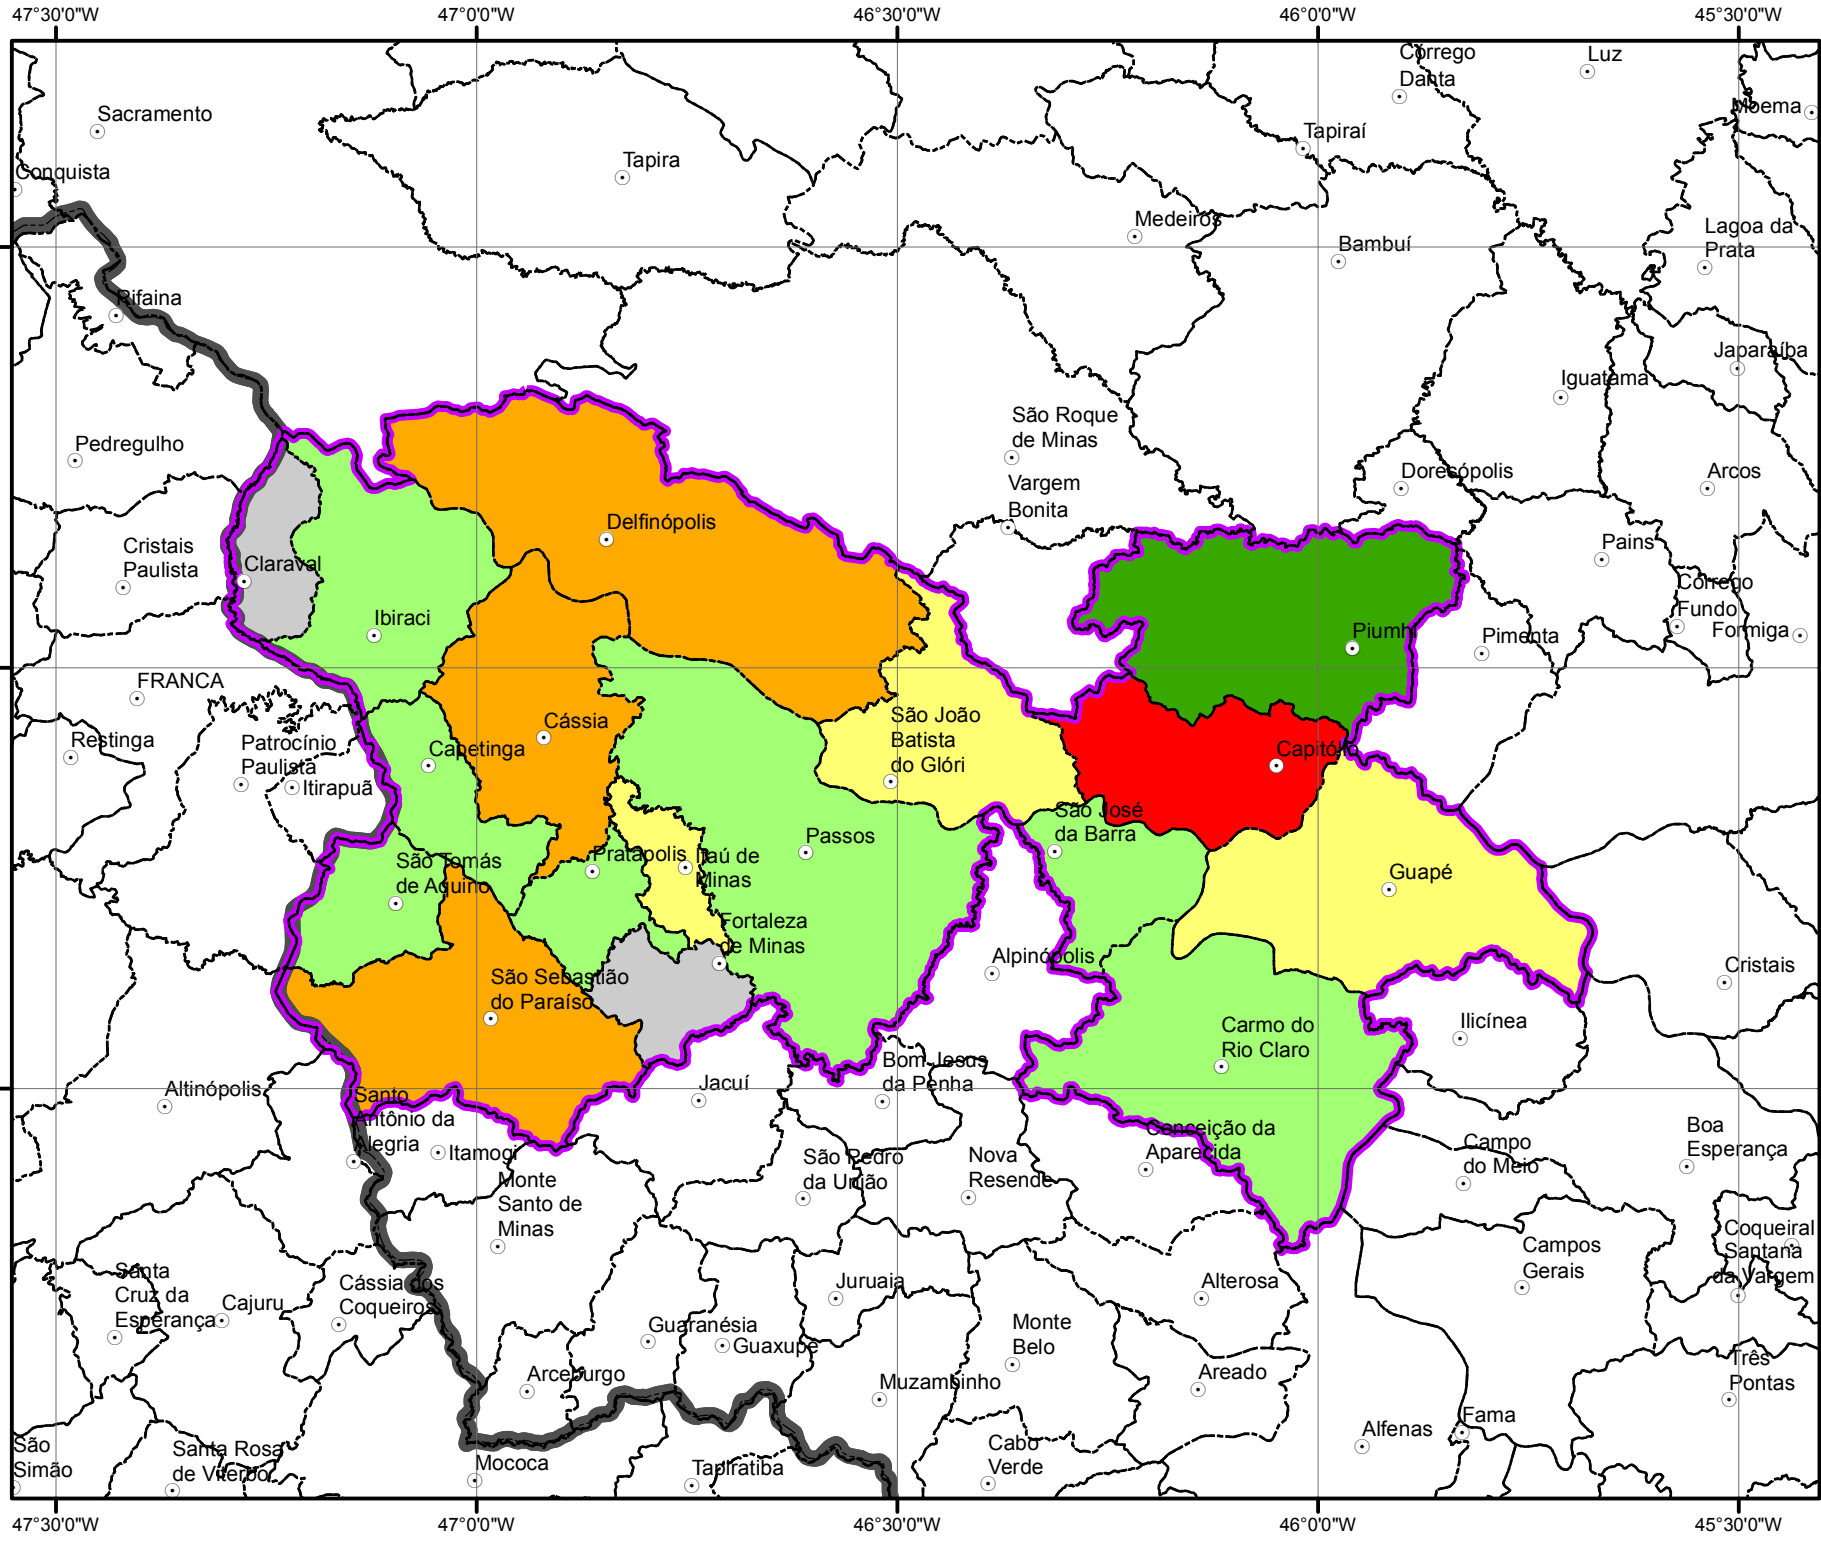 47°30'0"W
47°0'0"W
46°30'0"W
46°0'0"W
45°30'0"W
Córrego
Danta
Luz
Moema
Sacramento
Tapiraí
Tapira
Conquista
Medeiros
Bambuí
Lagoa da
Prata
Rifaina
Japaraíba
Iguatama
São Roque
de Minas
Pedregulho
Dorésópolis
Arcos
Vargem
Bonita
Delfinópolis
Cristais
Paulista
Claraval
Pains
Córrego
Fundo
Formiga
Ibiraci
Piumhi
Pimenta
FRANCA
São João
Batista
do Glóri
Cássia
Restinga
Patrocínio
Paulista
Itirapuã
Capetinga
Capitólio
São José
da Barra
Passos
Pratápolis
Itaú de
Minas
São Tomás
de Aquino
Guapé
Fortaleza
de Minas
Alpinópolis
Cristais
São Sebastião
do Paraíso
Carmo do
Rio Claro
Ilicínea
Bom Jesus
da Penha
Jacuí
Altinópolis
Santo
Antônio da
Alegria
Itamogi
Conceição da
Aparecida
Boa
Esperança
Campo
do Meio
São Pedro
da União
Nova
Resende
Monte
Santo de
Minas
Coqueiral
Santana
da Vargem
Campos
Gerais
Santa
Cruz da
Esperança
Cajuru
Cássia dos
Coqueiros
Juruaia
Alterosa
Guaranésia
Guaxupé
Monte
Belo
Arceburgo
Muzambinho
Areado
Três
Pontas
Fama
Alfenas
São
Simão
Santa Rosa
de Viterbo
Mococa
Tapiratiba
Cabo
Verde
47°30'0"W
47°0'0"W
46°30'0"W
46°0'0"W
45°30'0"W